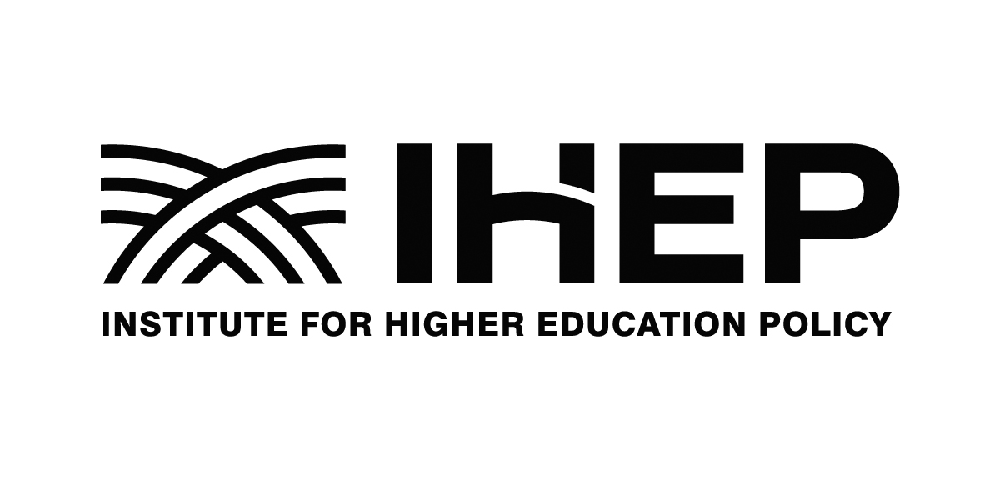 IHEP
INSTITUTE FOR HIGHER EDUCATION POLICY